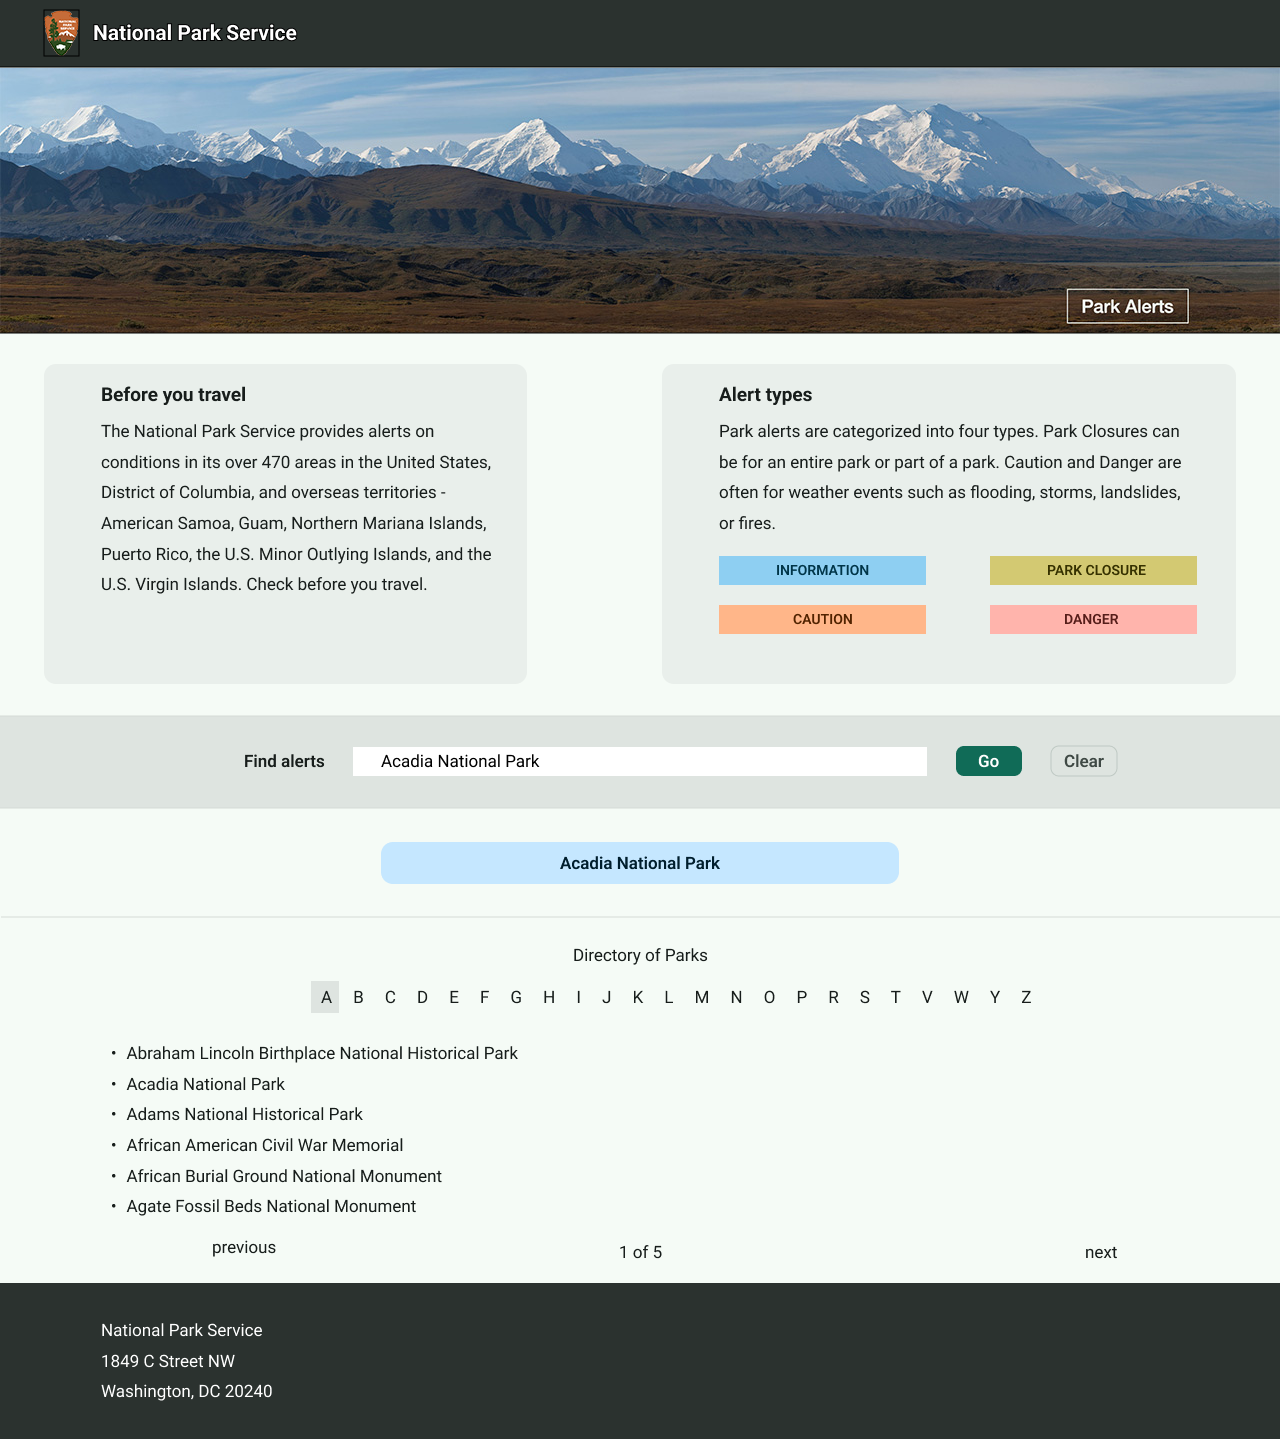 NATIONAL
PARK
SERVICE
National Park Service
Park Alerts
Before you travel
The National Park Service provides alerts on
conditions in its over 470 areas in the United States,
District of Columbia, and overseas territories -
American Samoa, Guam, Northern Mariana Islands,
Puerto Rico, the U.S. Minor Outlying Islands, and the
U.S. Virgin Islands. Check before you travel.
Alert types
Park alerts are categorized into four types. Park Closures can
be for an entire park or part of a park. Caution and Danger are
often for weather events such as flooding, storms, landslides,
or fires.
INFORMATION PARK CLOSURE
CAUTION DANGER
Find alerts Acadia National Park Go Clear
Acadia National Park
Directory of Parks
A B C D E F G H I J K L M N O P R S T V W Y Z
• Abraham Lincoln Birthplace National Historical Park
• Acadia National Park
• Adams National Historical Park
• African American Civil War Memorial
• African Burial Ground National Monument
• Agate Fossil Beds National Monument
previous 1 of 5 next
National Park Service
1849 C Street NW
Washington, DC 20240